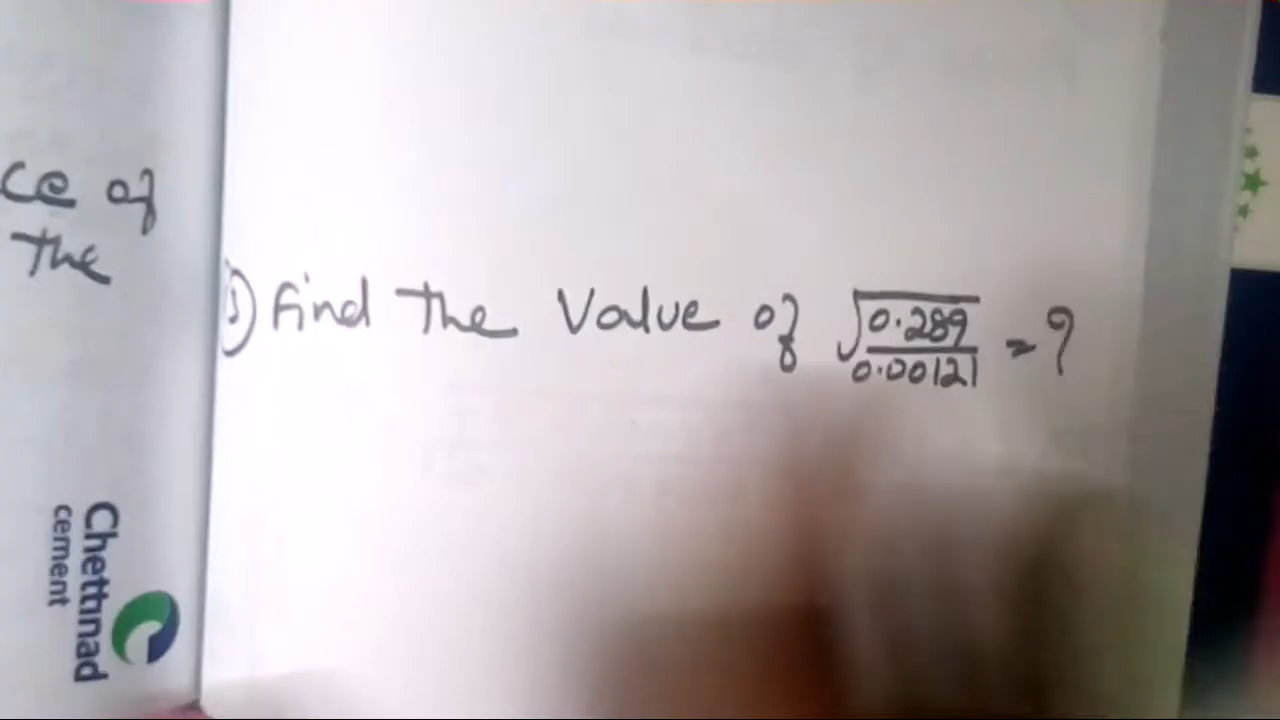 ce of
the
1) Find the Value of √0.289/0.00121 = ?
Chettinad
cement